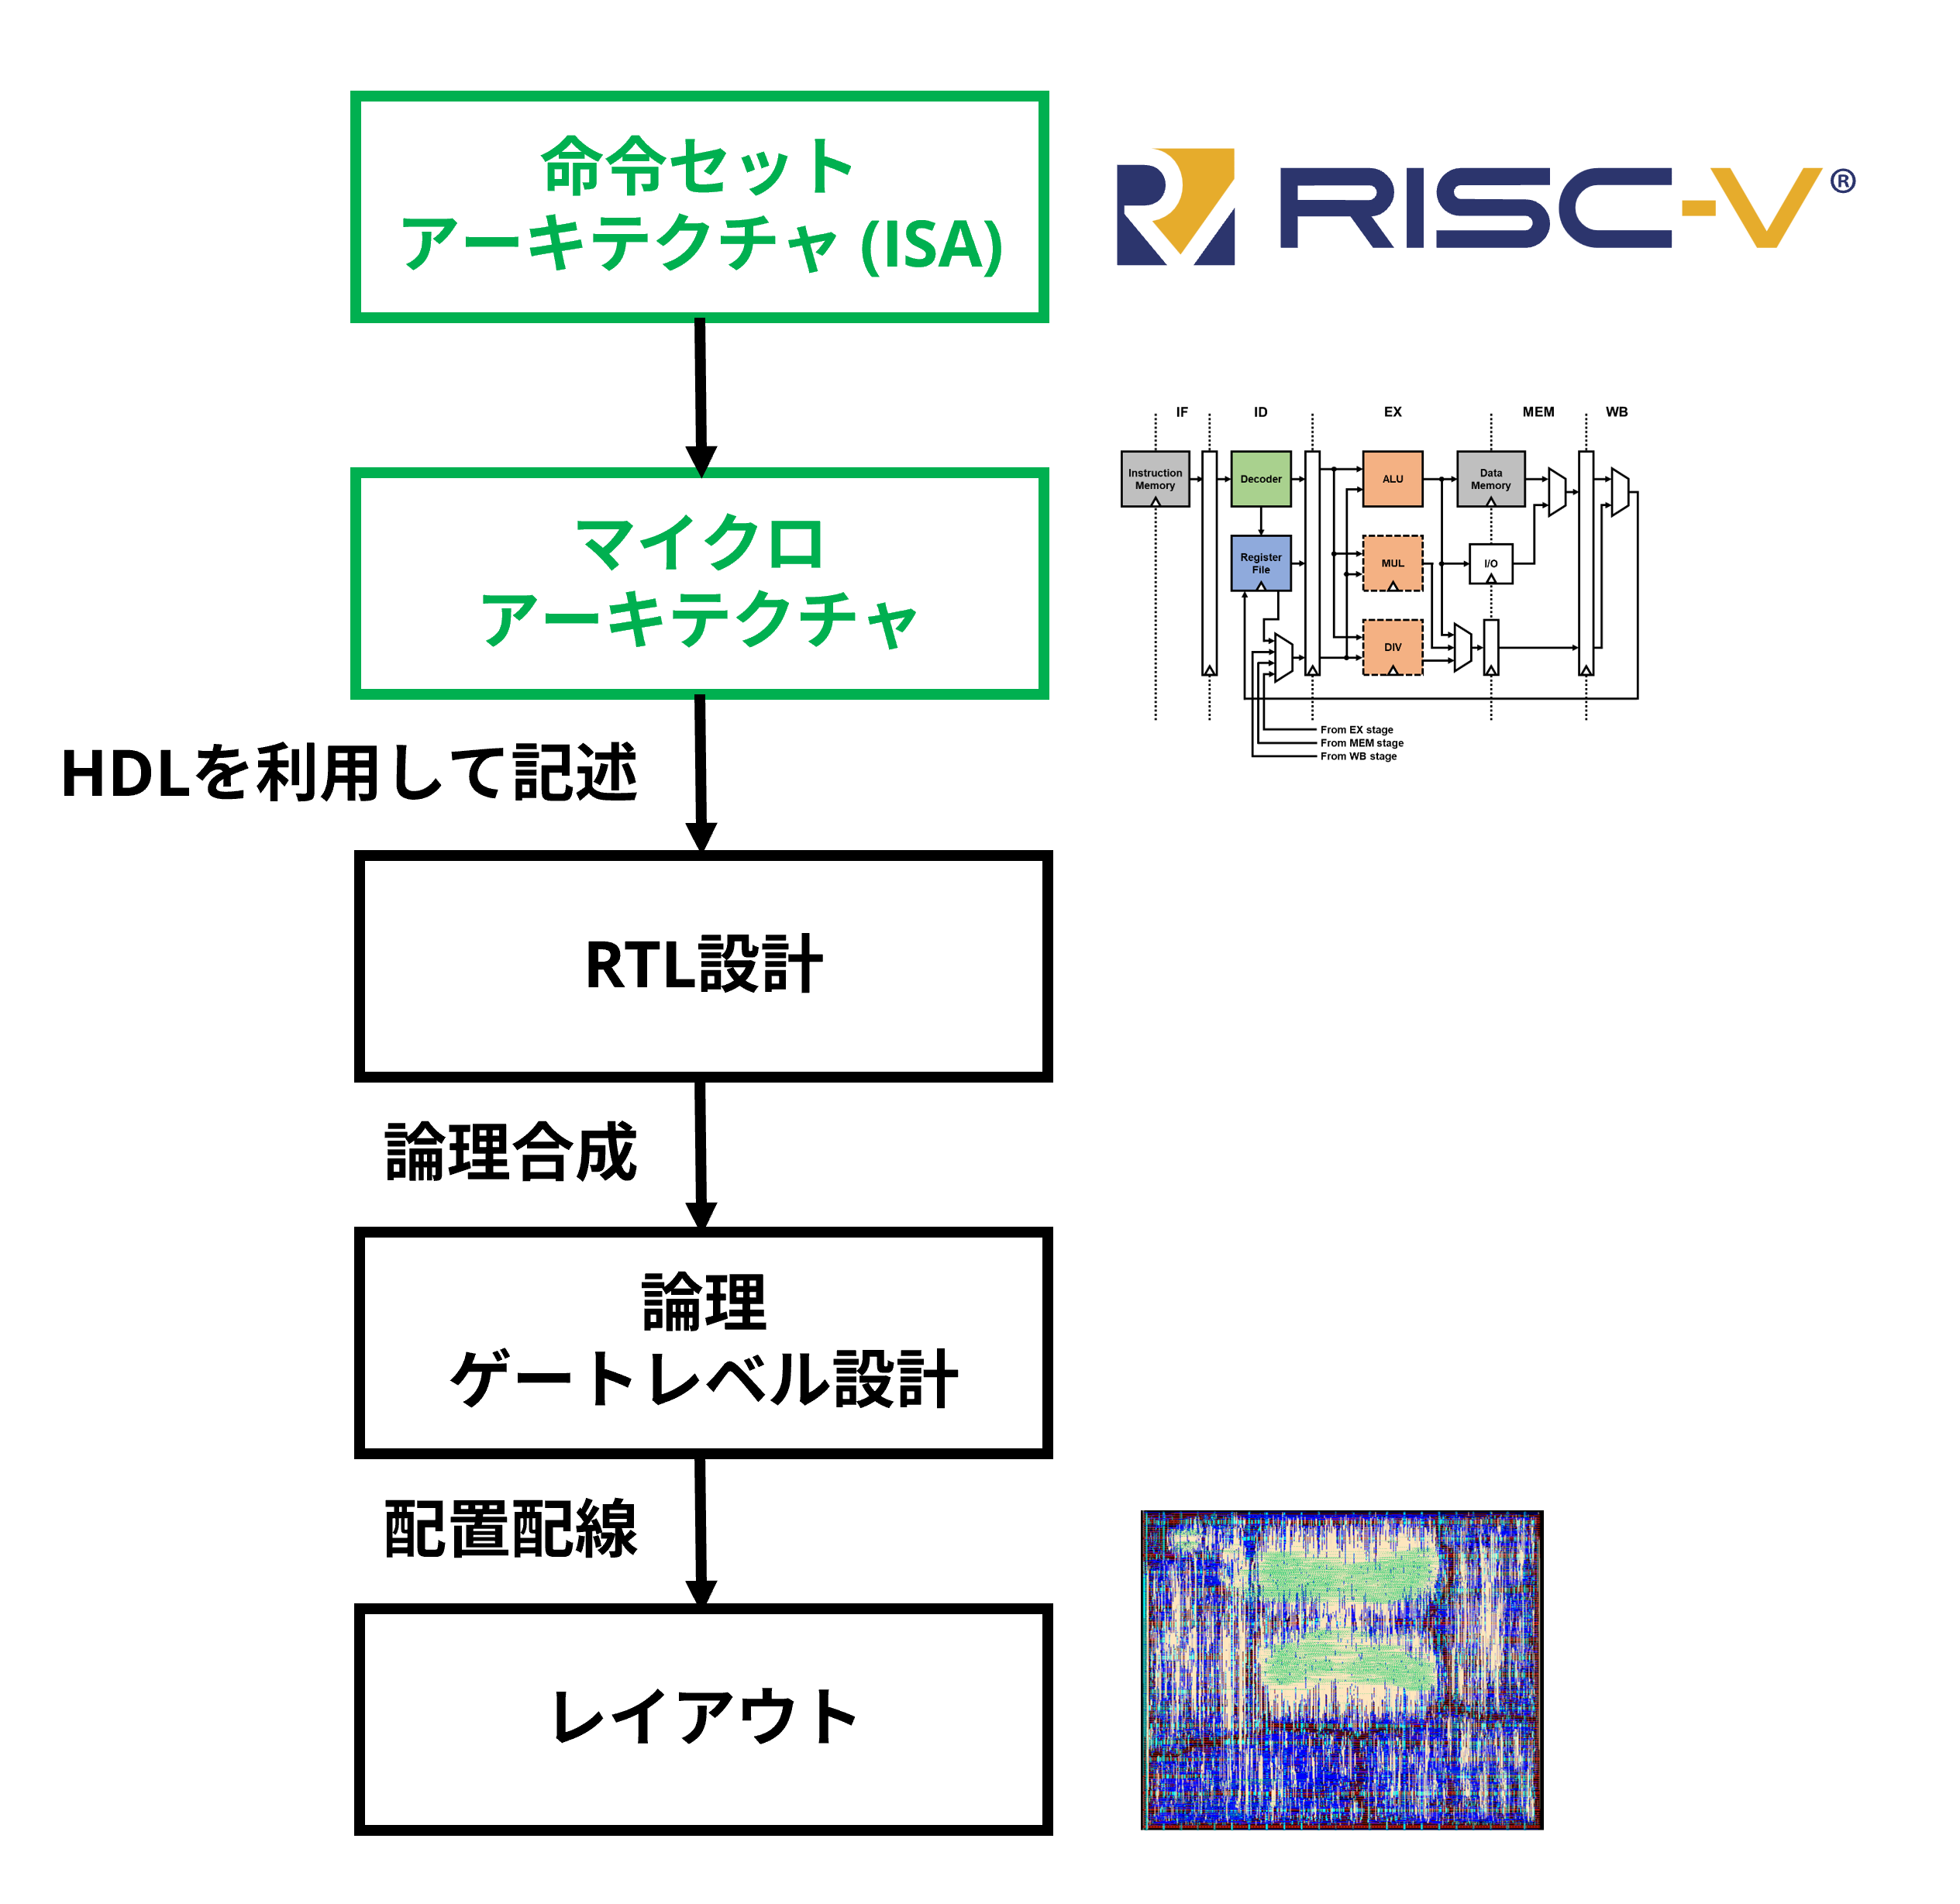 命令セット
アーキテクチャ (ISA)
RISC-V®
マイクロ
アーキテクチャ
IF ID EX MEM WB
Instruction
Memory
Decoder
ALU
Data
Memory
Register
File
MUL
I/O
DIV
From EX stage
From MEM stage
From WB stage
HDLを利用して記述
RTL設計
論理合成
論理
ゲートレベル設計
配置配線
レイアウト